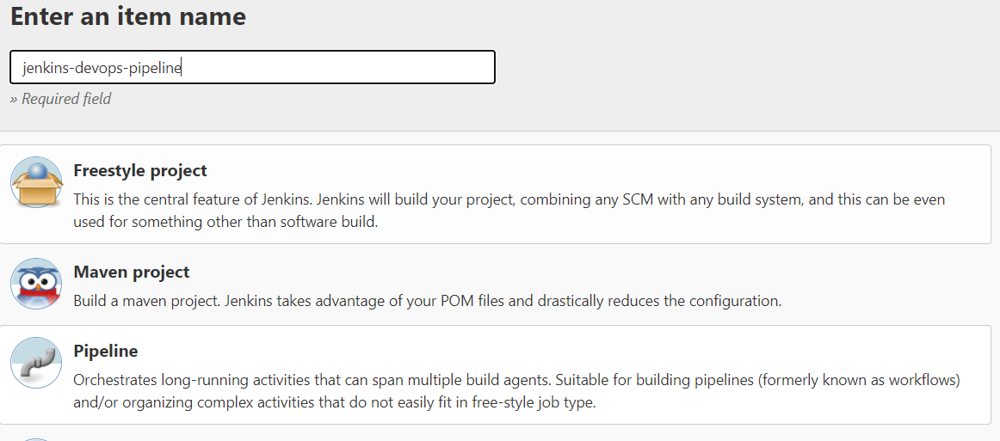 Enter an item name
jenkins-devops-pipeline
» Required field
Freestyle project
This is the central feature of Jenkins. Jenkins will build your project, combining any SCM with any build system, and this can be even
used for something other than software build.
Maven project
Build a maven project. Jenkins takes advantage of your POM files and drastically reduces the configuration.
Pipeline
Orchestrates long-running activities that can span multiple build agents. Suitable for building pipelines (formerly known as workflows)
and/or organizing complex activities that do not easily fit in free-style job type.